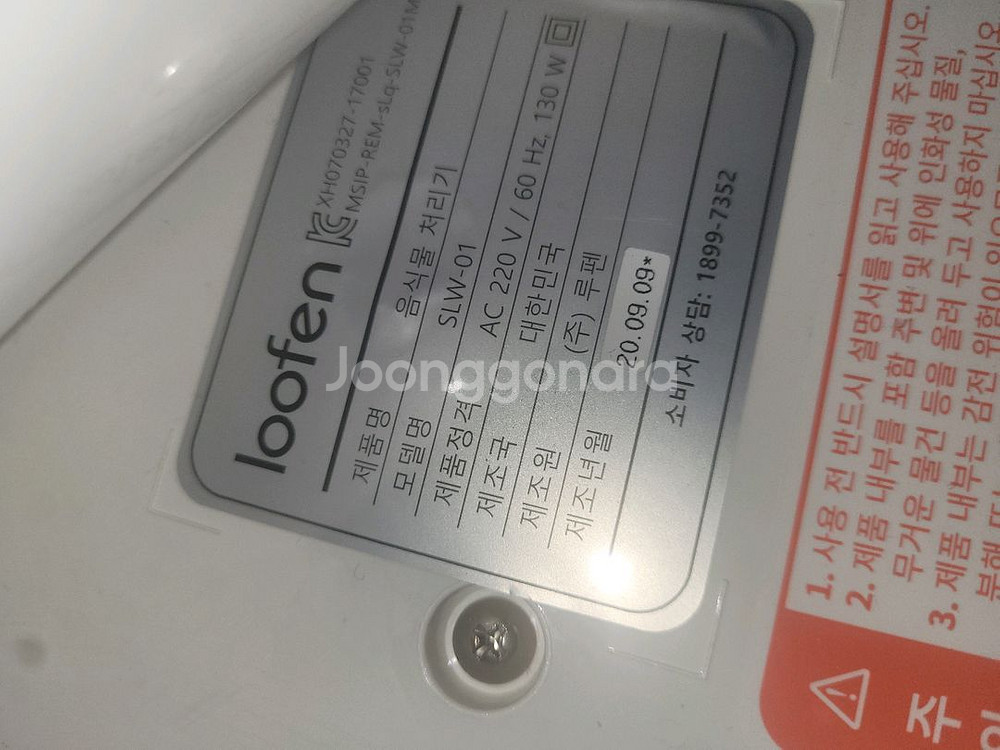 loofen
XH070327-17001
MSIP-REM-sLq-SLW-01M
제품명 음식물 처리기
모델명 SLW-01
제품정격 AC 220 V / 60 Hz, 130 W
제조국 대한민국
제조원 (주) 루펜
제조년월 20.09.09*
소비자 상담: 1899-7352
Joonggonara
주
1. 사용 전 반드시 설명서를 읽고 사용해 주십시오.
2. 제품 내부를 포함 주변 및 위에 인화성 물질,
무거운 물건 등을 올려 두고 사용하지 마십시오
3. 제품 내부는 감전 위험이 있으므로